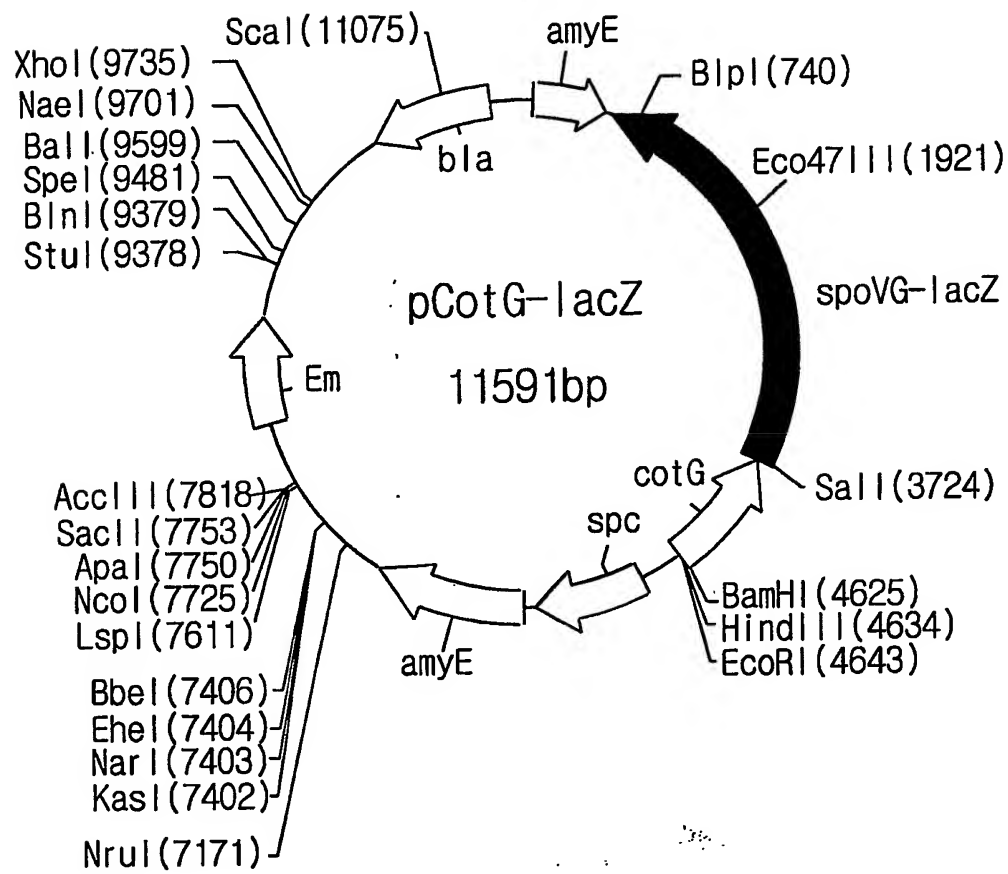 ScaI(11075)
amyE
XhoI(9735)
NaeI(9701)
BalI(9599)
SpeI(9481)
BlnI(9379)
StuI(9378)
bla
BlpI(740)
Eco47III(1921)
pCotG-lacZ
11591bp
spoVG-lacZ
Em
AccIII(7818)
SacII(7753)
ApaI(7750)
NcoI(7725)
LspI(7611)
cotG
spc
SalI(3724)
BamHI(4625)
HindIII(4634)
EcoRI(4643)
amyE
BbeI(7406)
EheI(7404)
NarI(7403)
KasI(7402)
NruI(7171)